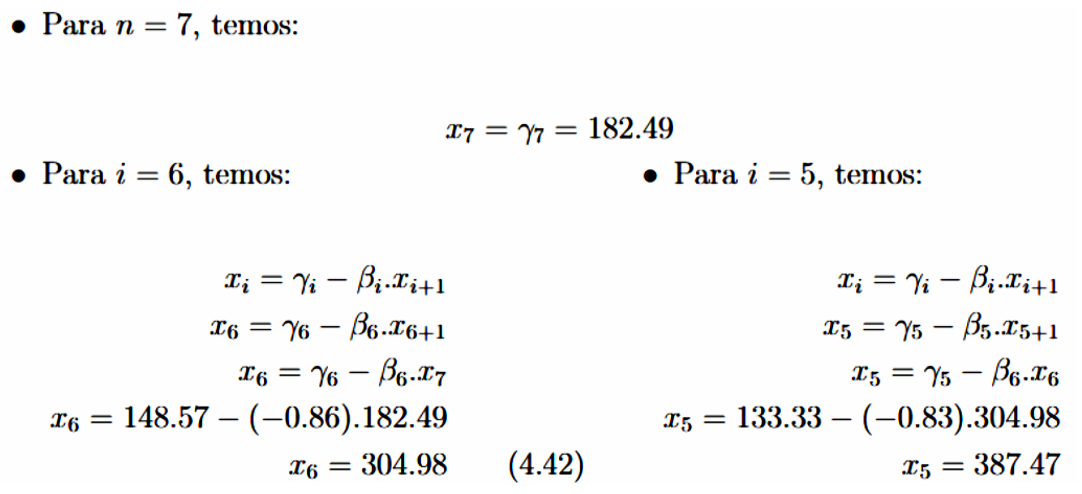 • Para n = 7, temos:
x₇ = γ₇ = 182.49
• Para i = 6, temos:
xᵢ = γᵢ − βᵢ.xᵢ₊₁
x₆ = γ₆ − β₆.x₆₊₁
x₆ = γ₆ − β₆.x₇
x₆ = 148.57 − (−0.86).182.49
x₆ = 304.98 (4.42)
• Para i = 5, temos:
xᵢ = γᵢ − βᵢ.xᵢ₊₁
x₅ = γ₅ − β₅.x₅₊₁
x₅ = γ₅ − β₆.x₆
x₅ = 133.33 − (−0.83).304.98
x₅ = 387.47